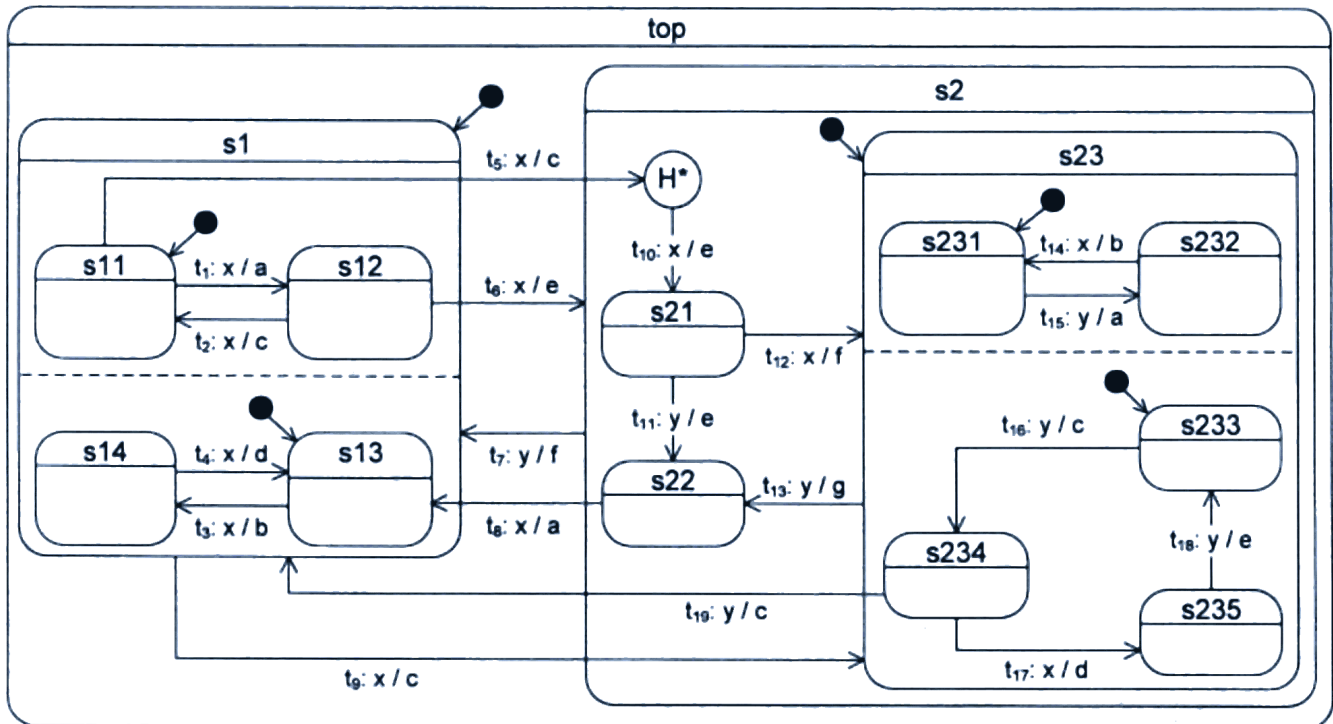 top
s2
s1
s23
t₅: x / c
H*
s231
t₁₄: x / b
s232
t₁₀: x / e
s11
t₁: x / a
s12
t₆: x / e
s21
t₁₅: y / a
t₂: x / c
t₁₂: x / f
t₁₁: y / e
t₁₆: y / c
s233
s14
t₄: x / d
s13
t₇: y / f
s22
t₁₃: y / g
t₃: x / b
t₈: x / a
s234
t₁₈: y / e
t₁₉: y / c
s235
t₉: x / c
t₁₇: x / d